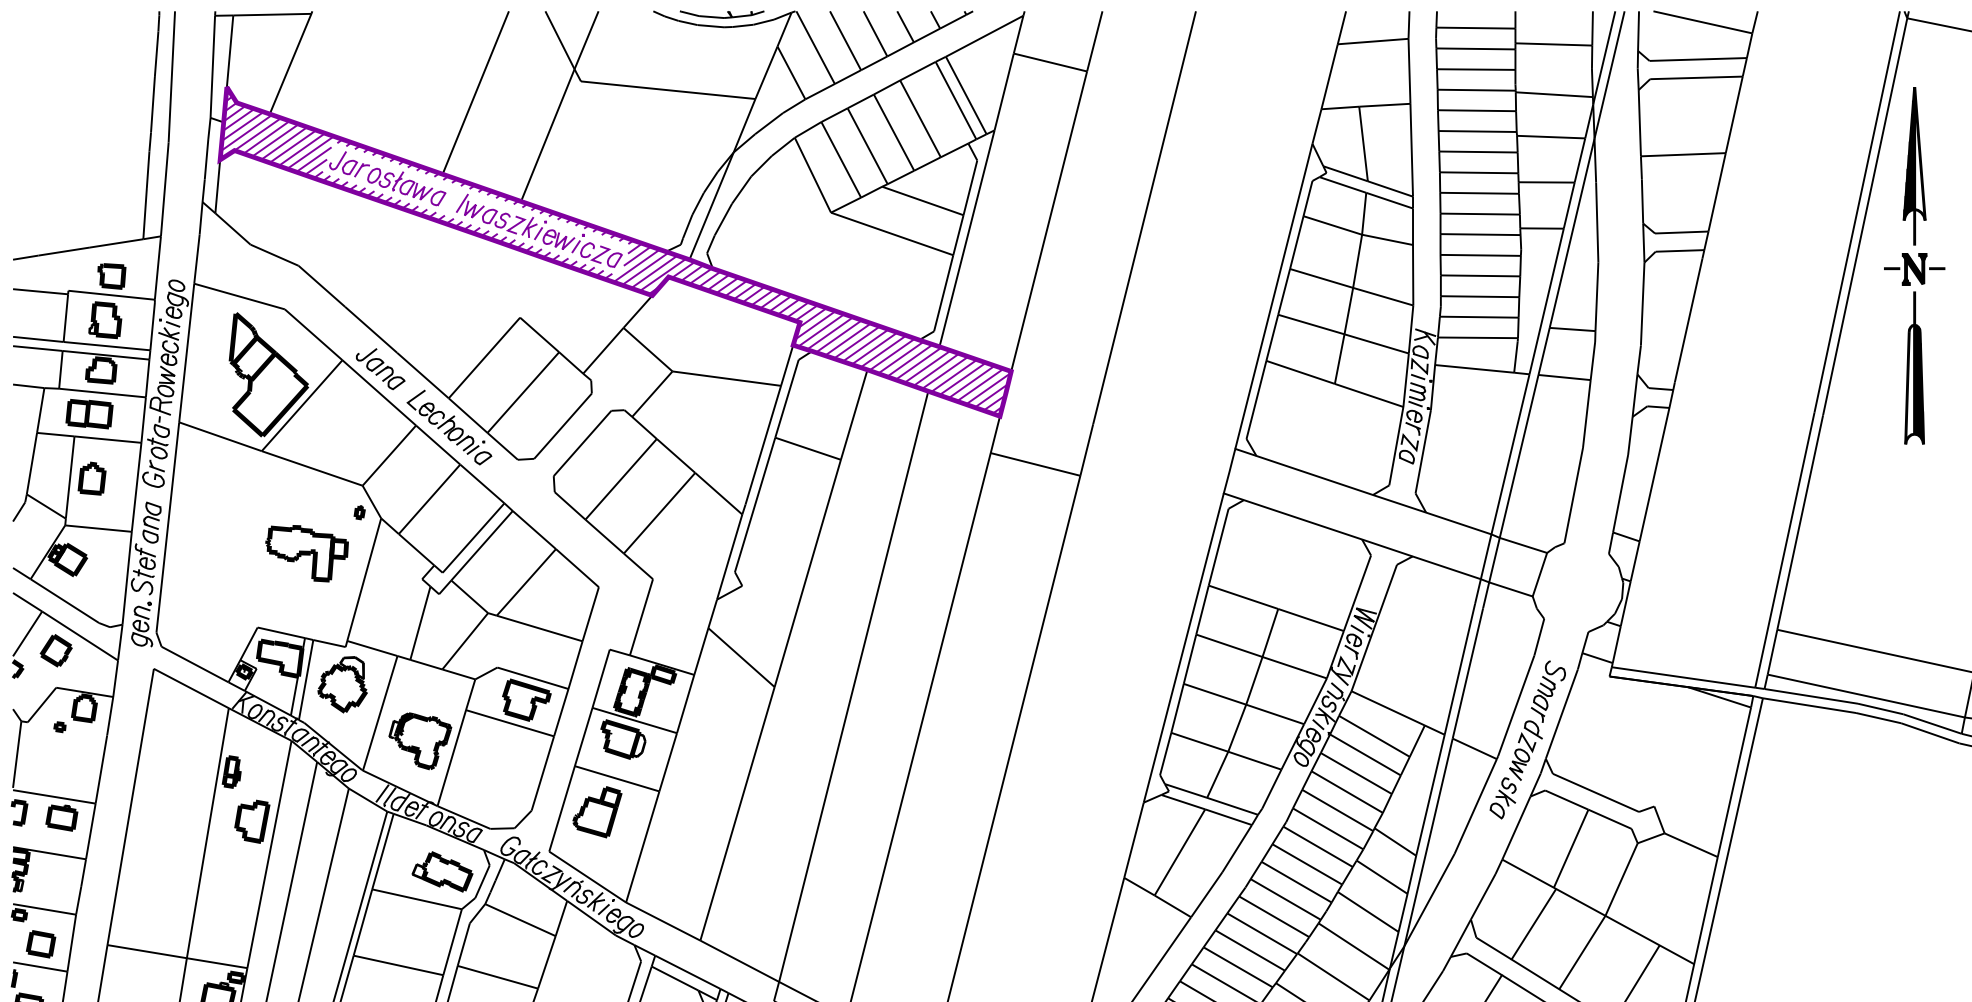 Jarosława Iwaszkiewicza
N
gen. Stefana Grota-Roweckiego
Jana Lechonia
Kazimierza
Wierzyńskiego
Smardzowska
Konstantego Ildefonsa Gałczyńskiego